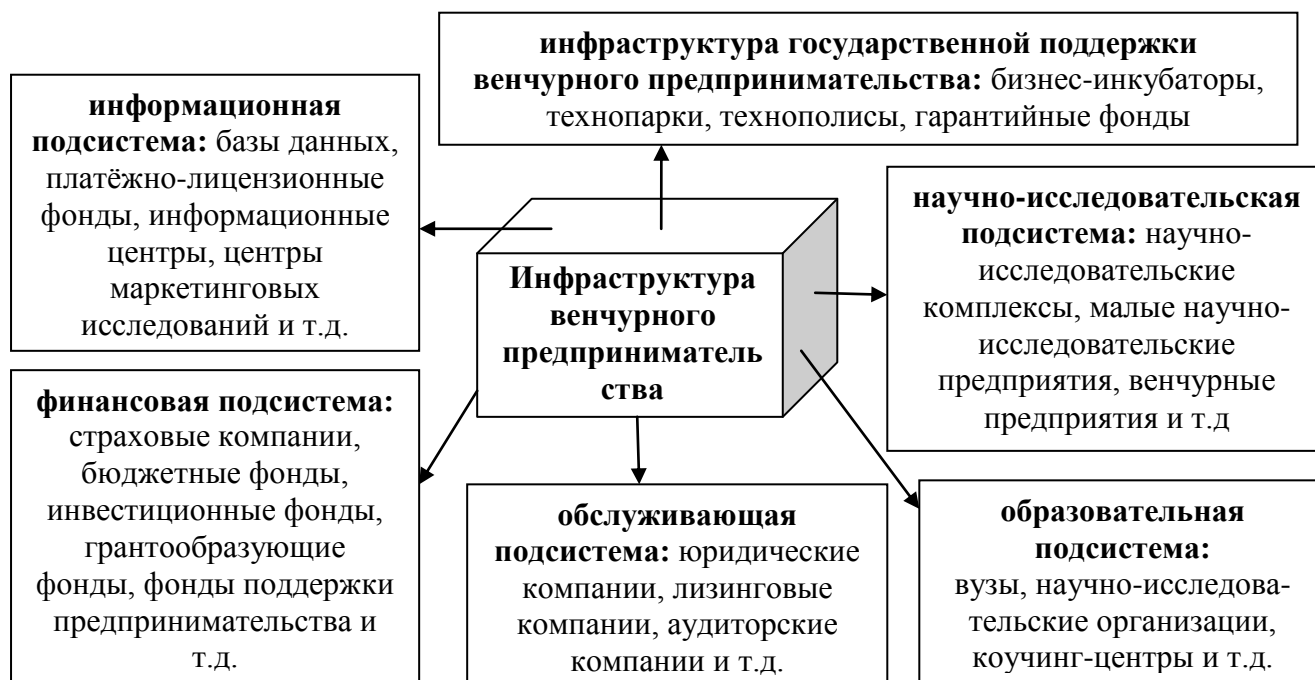 инфраструктура государственной поддержки
венчурного предпринимательства: бизнес-инкубаторы,
технопарки, технополисы, гарантийные фонды
информационная
подсистема: базы данных,
платёжно-лицензионные
фонды, информационные
центры, центры
маркетинговых
исследований и т.д.
научно-исследовательская
подсистема: научно-
исследовательские
комплексы, малые научно-
исследовательские
предприятия, венчурные
предприятия и т.д
Инфраструктура
венчурного
предприниматель
ства
финансовая подсистема:
страховые компании,
бюджетные фонды,
инвестиционные фонды,
грантообразующие
фонды, фонды поддержки
предпринимательства и
т.д.
обслуживающая
подсистема: юридические
компании, лизинговые
компании, аудиторские
компании и т.д.
образовательная
подсистема:
вузы, научно-исследова-
тельские организации,
коучинг-центры и т.д.